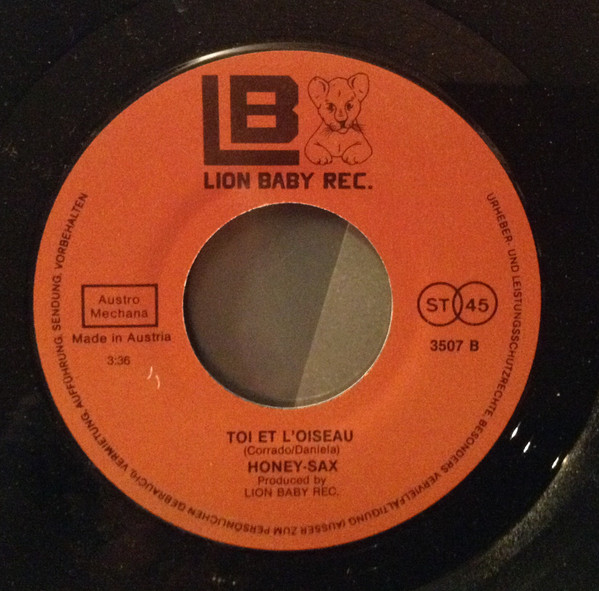 LB
LION BABY REC.
URHEBER- UND LEISTUNGSSCHUTZRECHTE BESONDERS VERVIELFÄLTIGUNG (AUSSER ZUM PERSÖNLICHEN GEBRAUCH), VERMIETUNG, AUFFÜHRUNG, SENDUNG, VORBEHALTEN
Austro
Mechana
Made in Austria
3:36
ST 45
3507 B
TOI ET L'OISEAU
(Corrado/Daniela)
HONEY-SAX
Produced by
LION BABY REC.